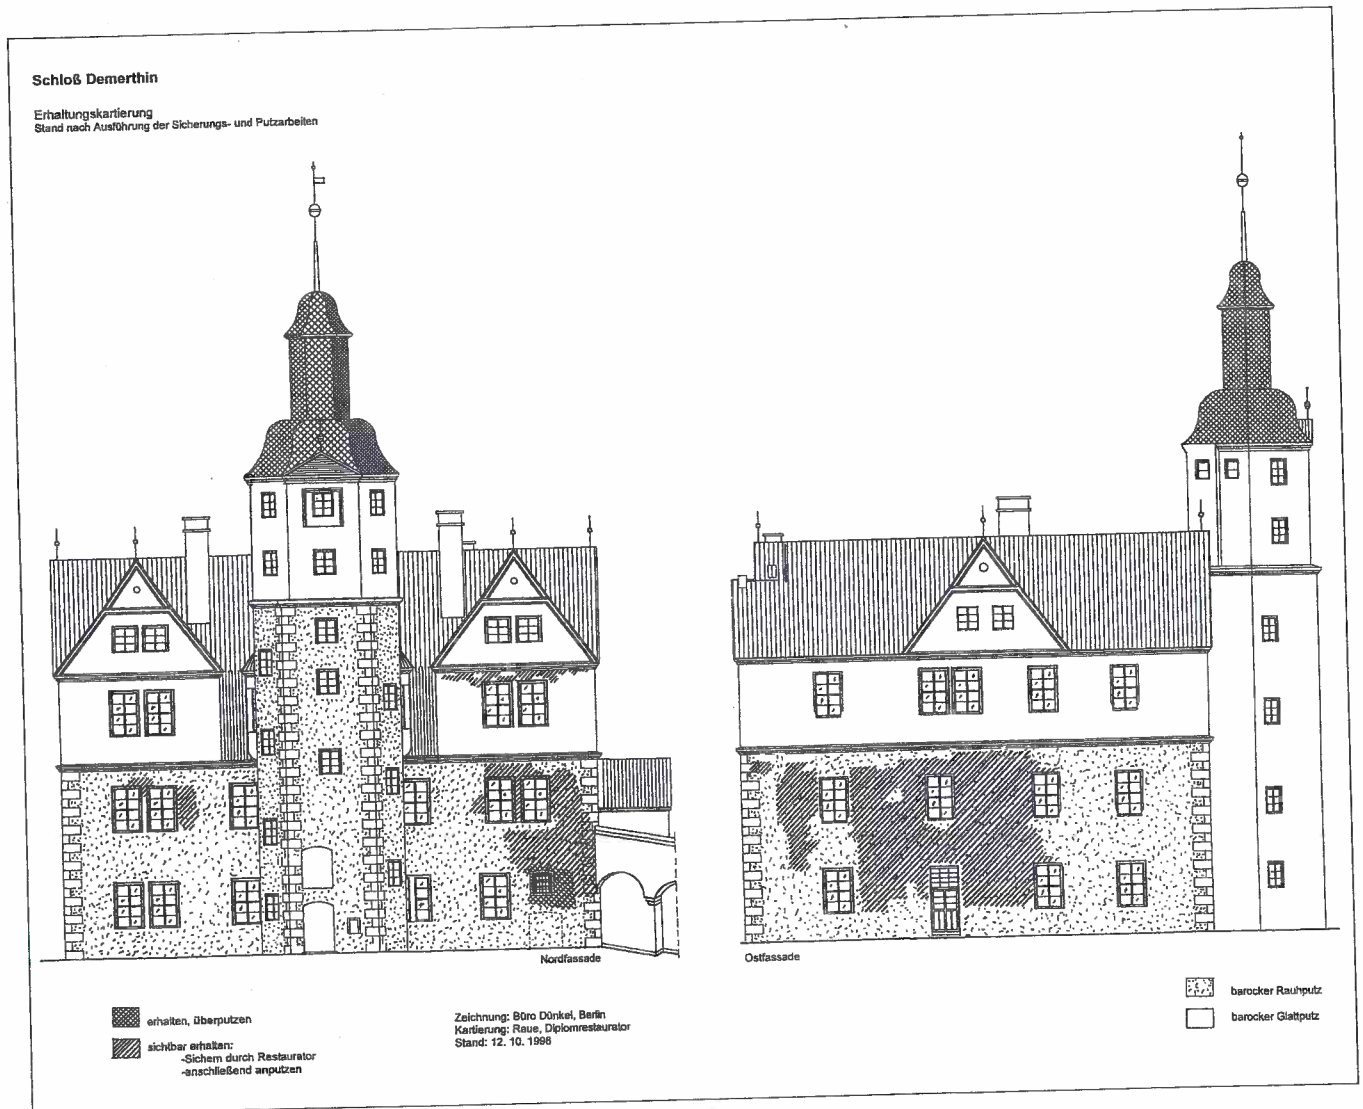 Schloß Demerthin
Erhaltungskartierung
Stand nach Ausführung der Sicherungs- und Putzarbeiten
Nordfassade
Ostfassade
erhalten, überputzen
sichtbar erhalten:
-Sichern durch Restaurator
-anschließend anputzen
Zeichnung: Büro Dünkel, Berlin
Kartierung: Raue, Diplomrestaurator
Stand: 12. 10. 1998
barocker Rauhputz
barocker Glattputz